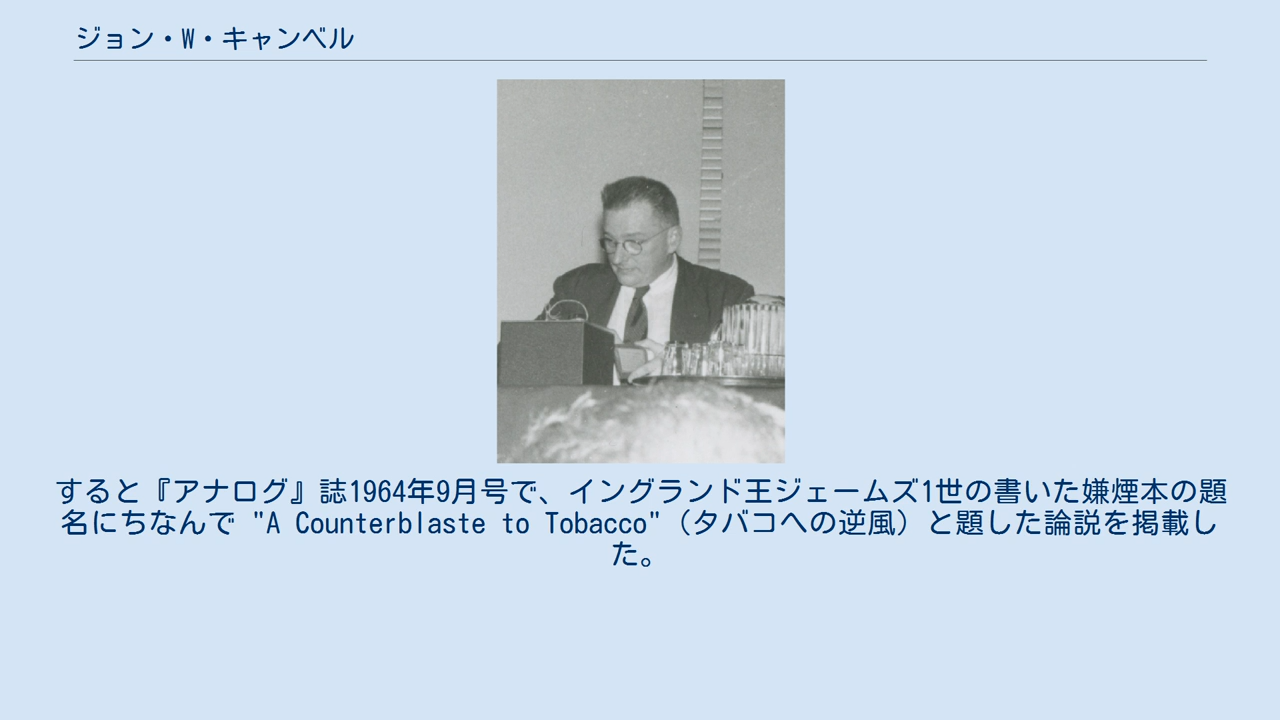 ジョン・W・キャンベル
すると『アナログ』誌1964年9月号で、イングランド王ジェームズ1世の書いた嫌煙本の題
名にちなんで "A Counterblaste to Tobacco"（タバコへの逆風）と題した論説を掲載し
た。